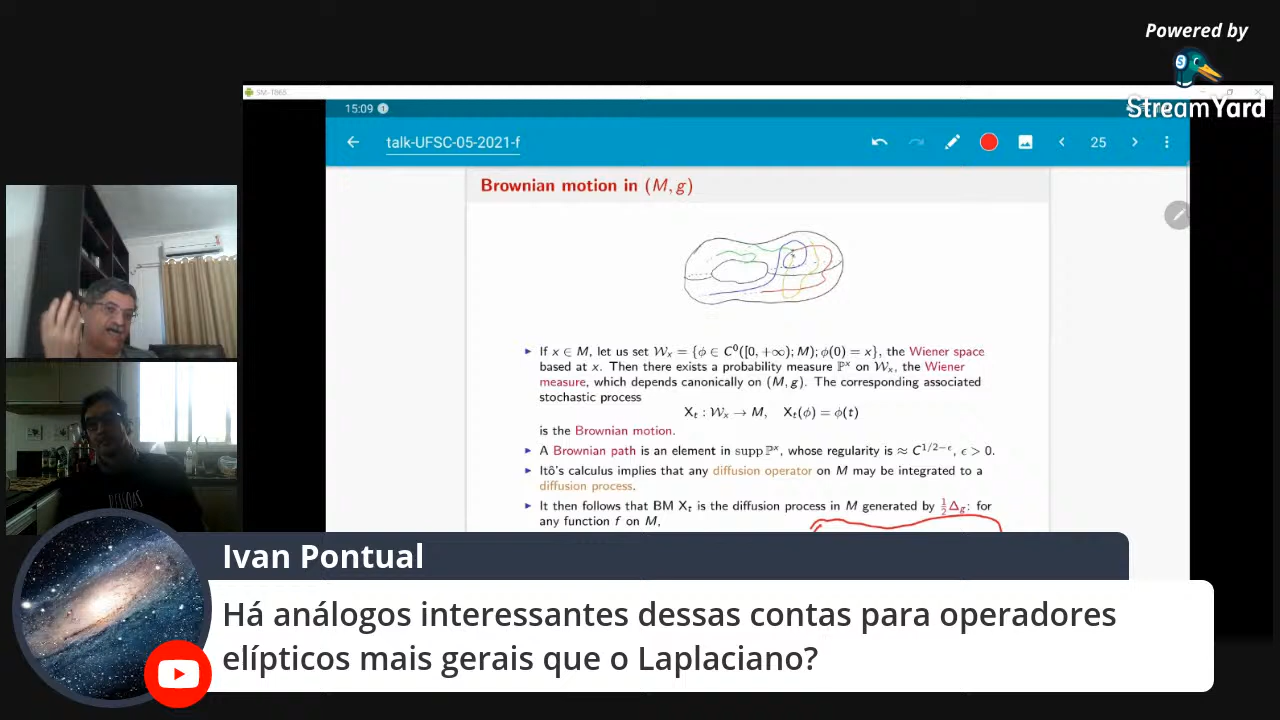 Powered by
StreamYard
SM-T865
15:09
talk-UFSC-05-2021-f
25
Brownian motion in (M, g)
If x ∈ M, let us set 𝒲ₓ = {ϕ ∈ C⁰([0, +∞); M); ϕ(0) = x}, the Wiener space
based at x. Then there exists a probability measure ℙˣ on 𝒲ₓ, the Wiener
measure, which depends canonically on (M, g). The corresponding associated
stochastic process
Xₜ : 𝒲ₓ → M, Xₜ(ϕ) = ϕ(t)
is the Brownian motion.
A Brownian path is an element in supp ℙˣ, whose regularity is ≈ C^{1/2−ϵ}, ϵ > 0.
Itô's calculus implies that any diffusion operator on M may be integrated to a
diffusion process.
It then follows that BM Xₜ is the diffusion process in M generated by ½Δ_g: for
any function f on M,
Ivan Pontual
Há análogos interessantes dessas contas para operadores
elípticos mais gerais que o Laplaciano?